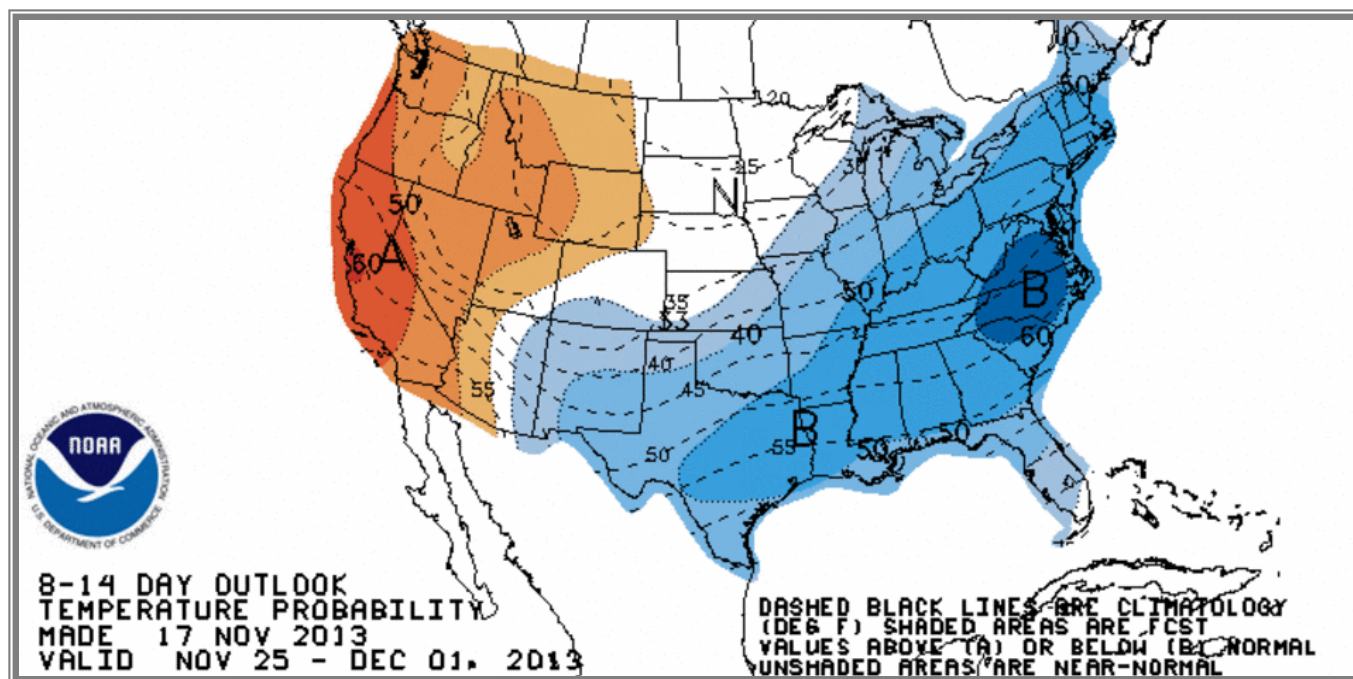 20
50
25
30
N
50
A
60
35
50
B
33
40
60
40
55
45
B
50
55
50
50
NATIONAL OCEANIC AND ATMOSPHERIC ADMINISTRATION
NOAA
U.S. DEPARTMENT OF COMMERCE
8-14 DAY OUTLOOK
TEMPERATURE PROBABILITY
MADE 17 NOV 2013
VALID NOV 25 - DEC 01, 2013
DASHED BLACK LINES ARE CLIMATOLOGY
(DEG F) SHADED AREAS ARE FCST
VALUES ABOVE (A) OR BELOW (B) NORMAL
UNSHADED AREAS ARE NEAR-NORMAL